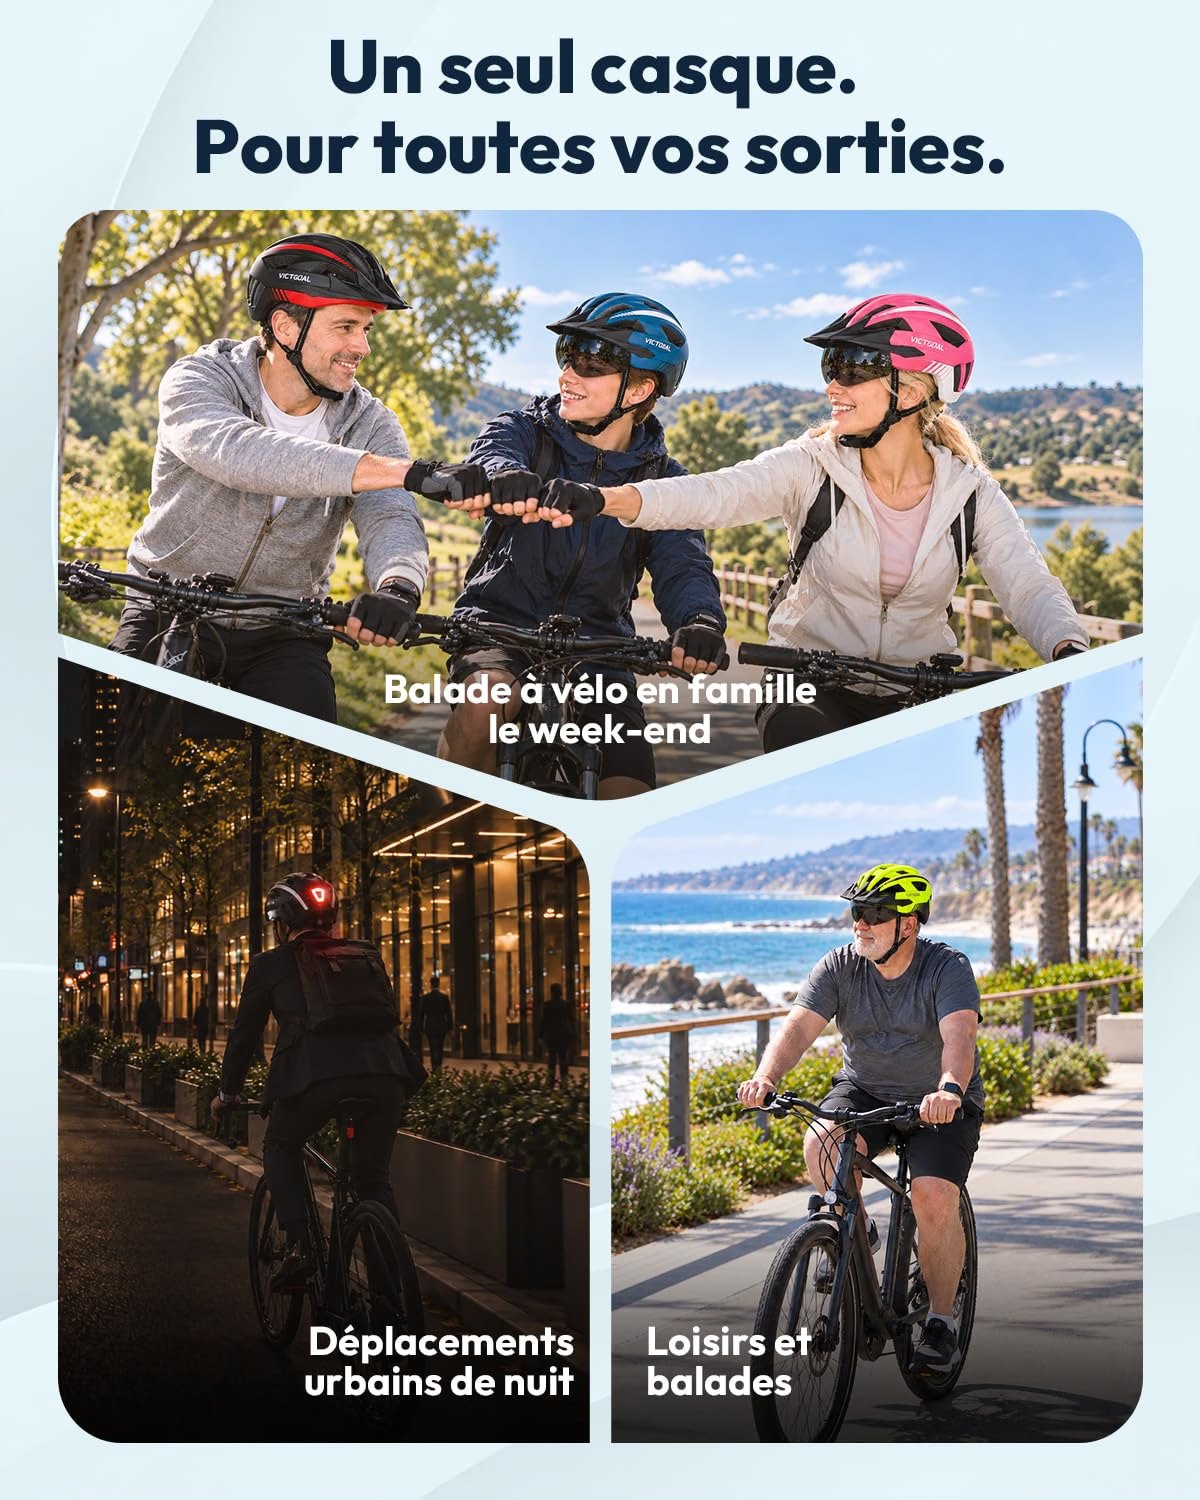 Un seul casque.
Pour toutes vos sorties.
VICTGOAL
VICTGOAL
VICTGOAL
Balade à vélo en famille
le week-end
Déplacements
urbains de nuit
Loisirs et
balades